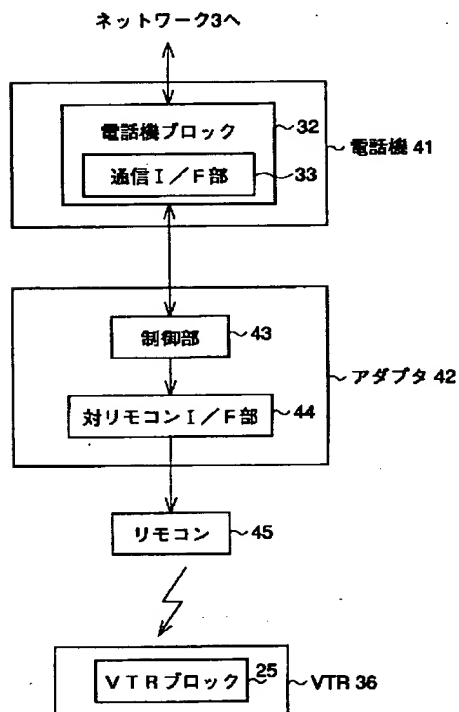 ネットワーク3へ
電話機ブロック
32
通信I/F部
33
電話機 41
制御部
43
対リモコンI/F部
44
アダプタ 42
リモコン
45
VTRブロック
25
VTR 36